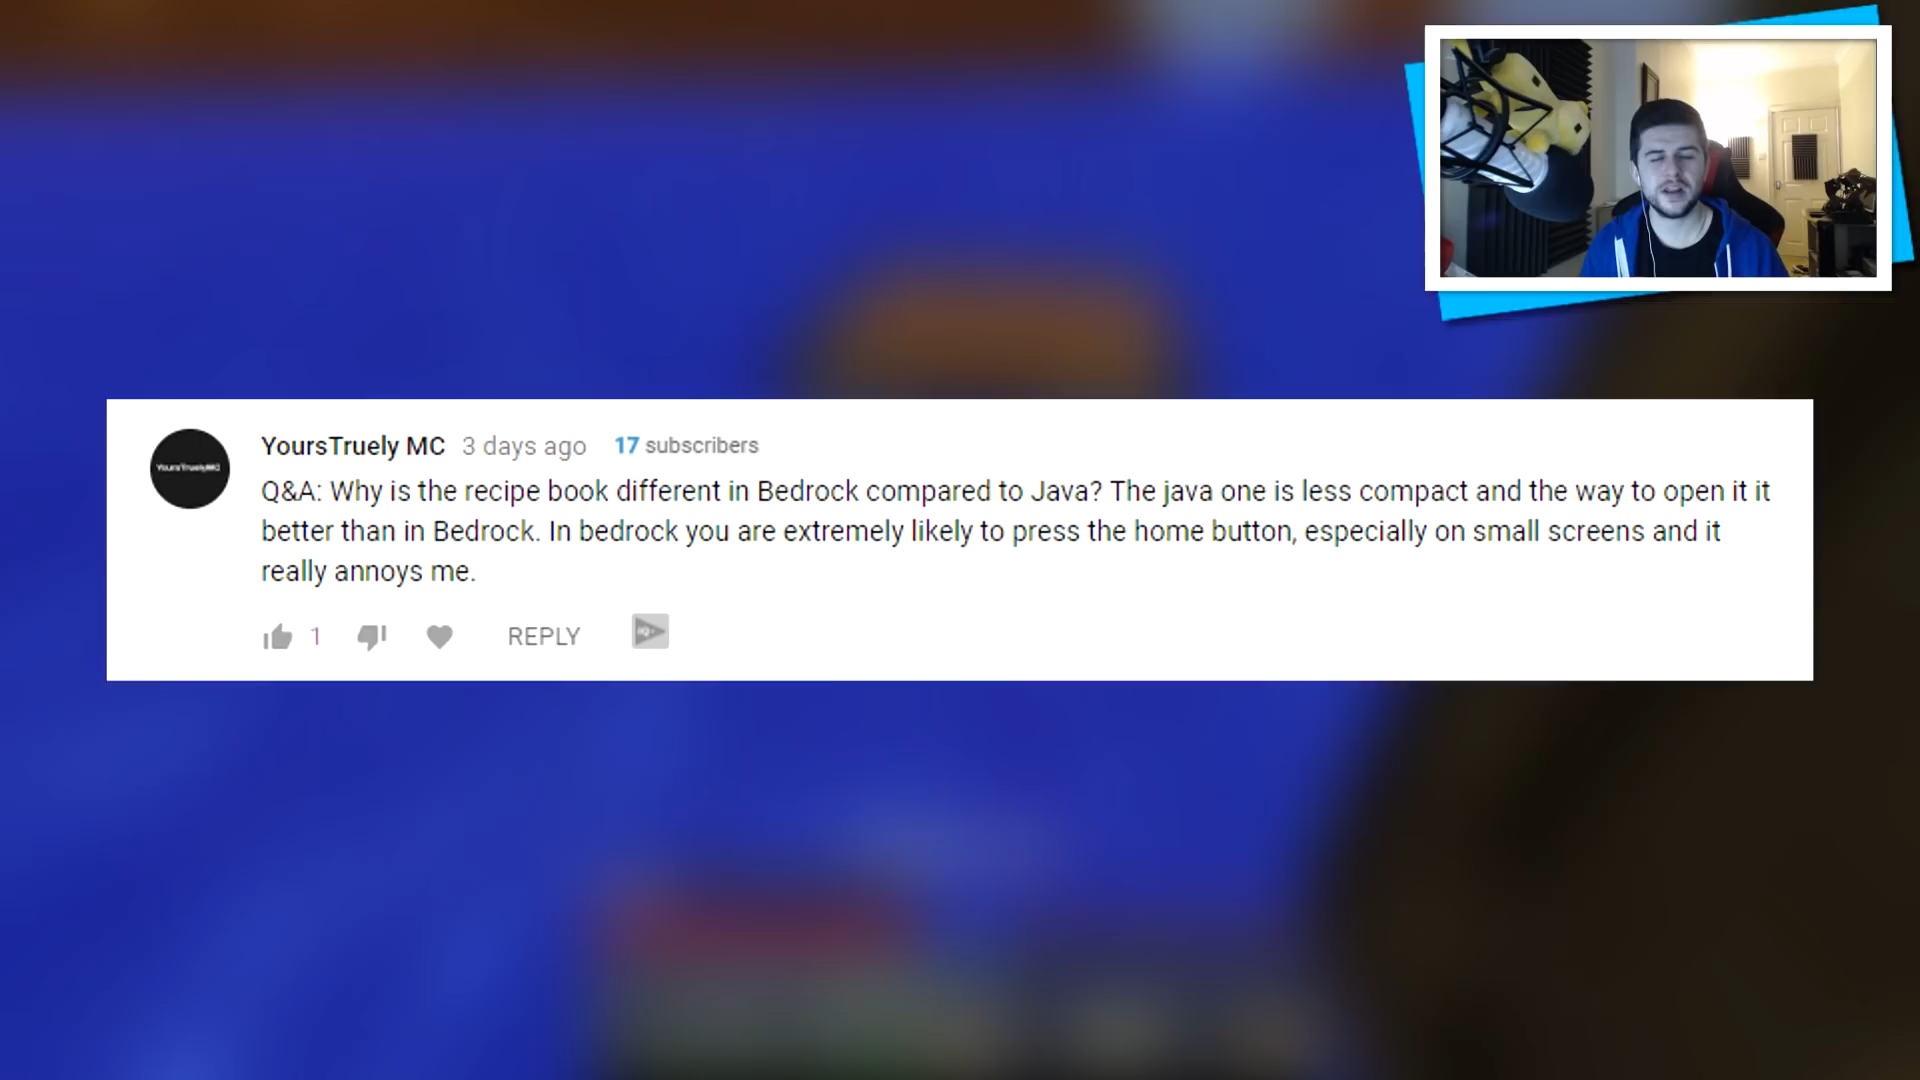 YoursTruely MC 3 days ago 17 subscribers
YoursTruelyMC
Q&A: Why is the recipe book different in Bedrock compared to Java? The java one is less compact and the way to open it it
better than in Bedrock. In bedrock you are extremely likely to press the home button, especially on small screens and it
really annoys me.
1 REPLY